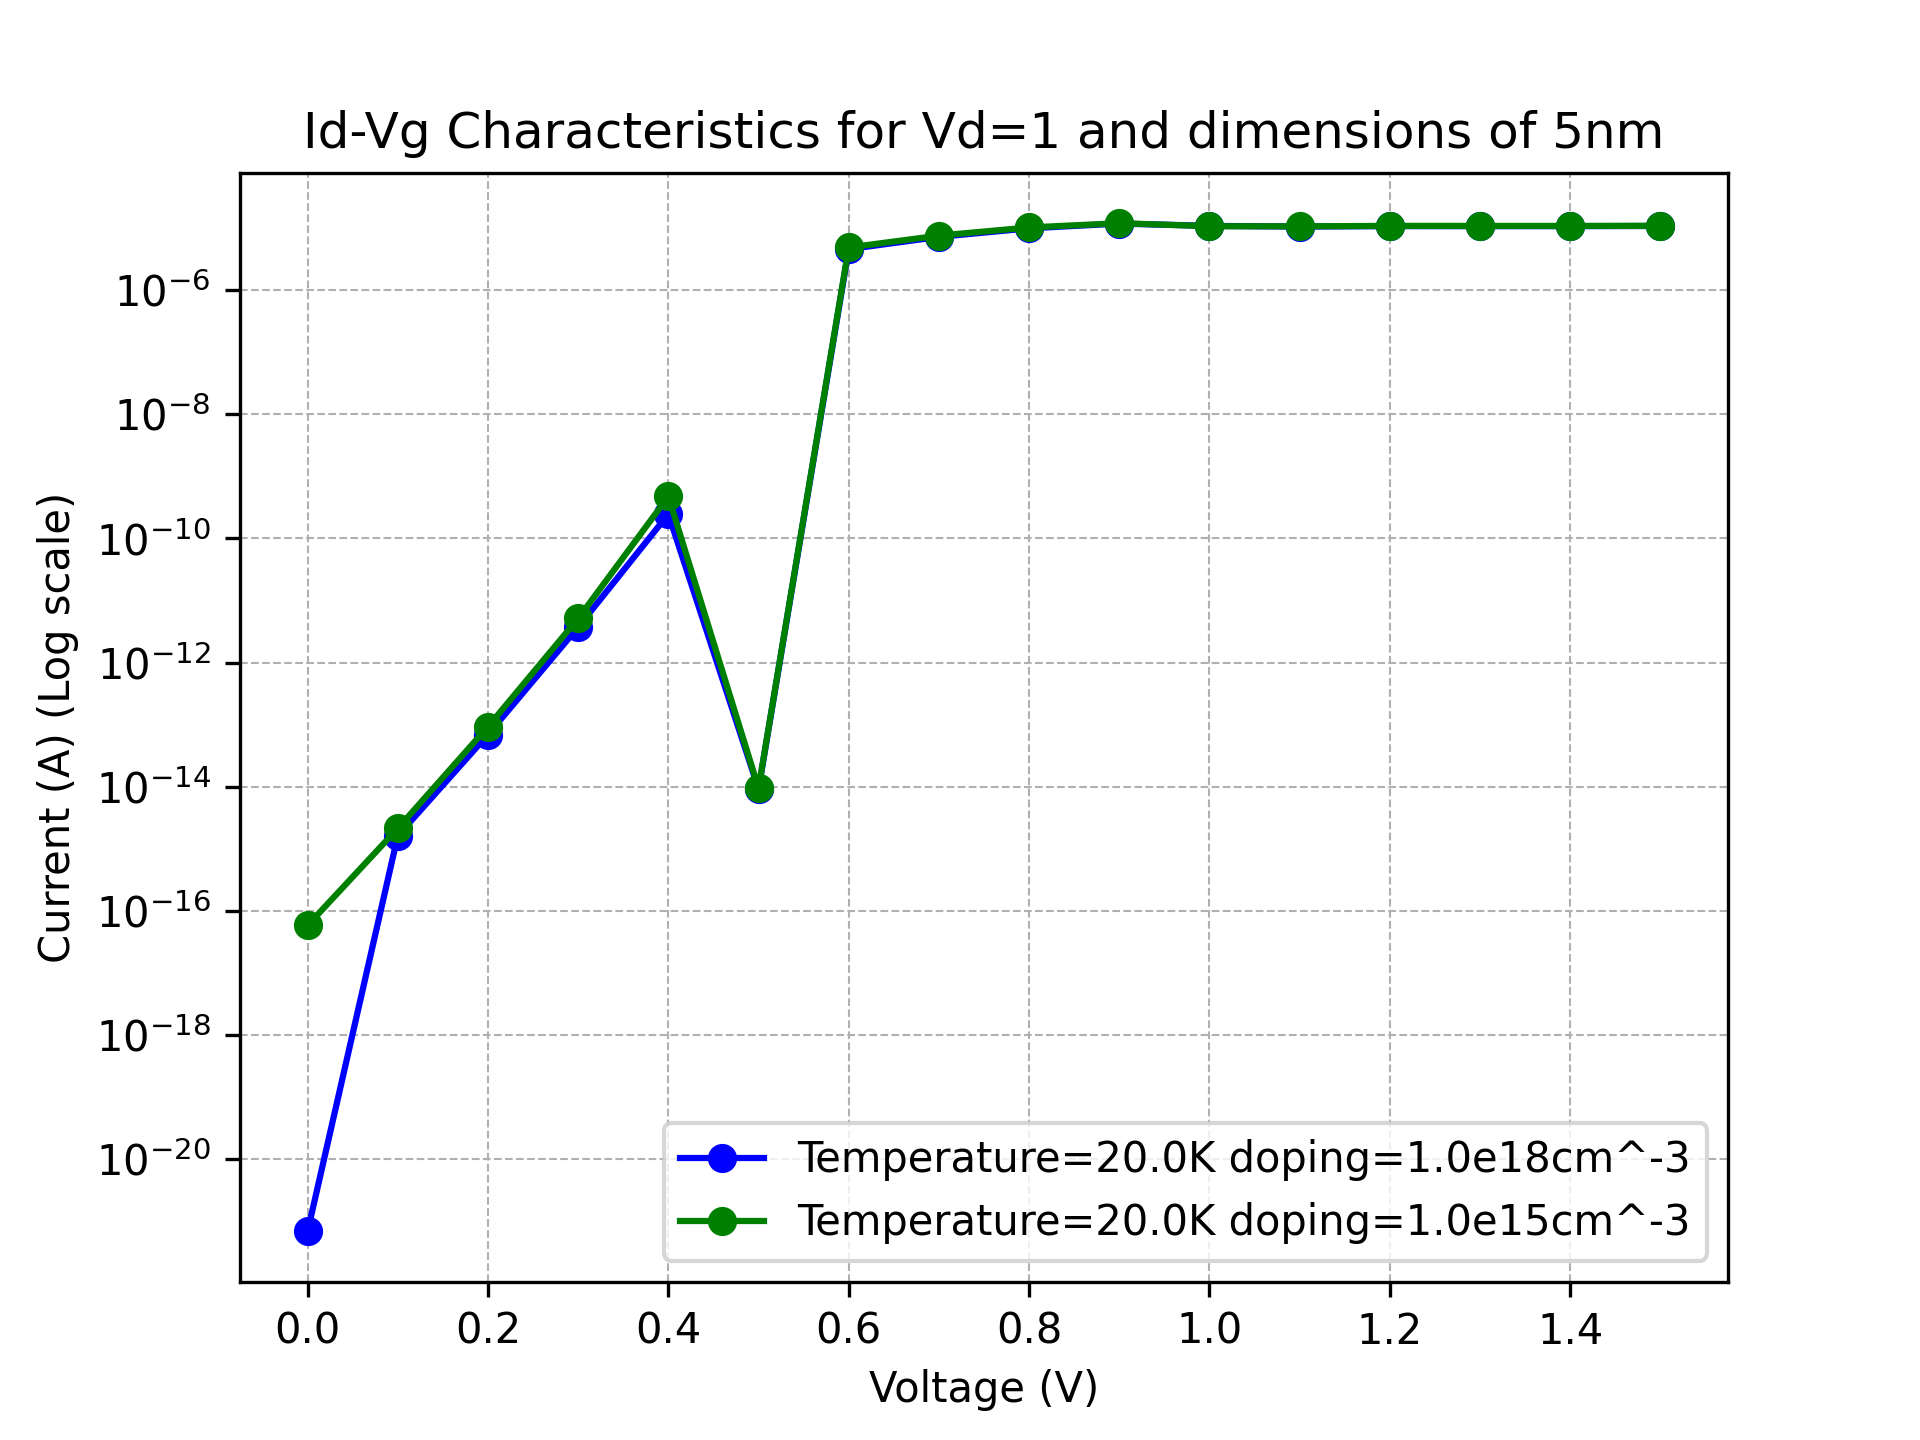 Id-Vg Characteristics for Vd=1 and dimensions of 5nm
Current (A) (Log scale)
10⁻⁶
10⁻⁸
10⁻¹⁰
10⁻¹²
10⁻¹⁴
10⁻¹⁶
10⁻¹⁸
10⁻²⁰
Temperature=20.0K doping=1.0e18cm^-3
Temperature=20.0K doping=1.0e15cm^-3
0.0 0.2 0.4 0.6 0.8 1.0 1.2 1.4
Voltage (V)